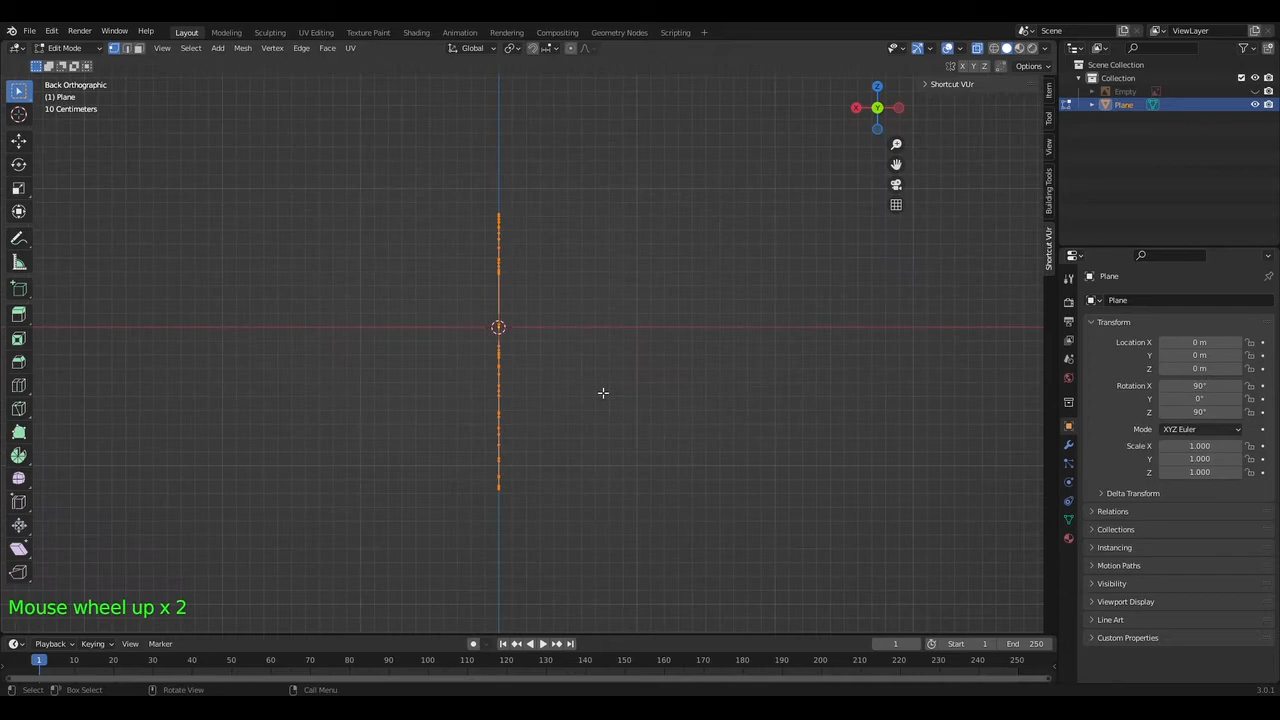 File Edit Render Window Help Layout Modeling Sculpting UV Editing Texture Paint Shading Animation Rendering Compositing Geometry Nodes Scripting + Scene ViewLayer
Edit Mode View Select Add Mesh Vertex Edge Face UV Global
X Y Z Options
Back Orthographic
(1) Plane
10 Centimeters
Shortcut VUr
Z
X
Y
Item
Tool
View
Building Tools
Shortcut VUr
Scene Collection
Collection
Empty
Plane
Plane
Plane
Transform
Location X 0 m
Y 0 m
Z 0 m
Rotation X 90°
Y 0°
Z 90°
Mode XYZ Euler
Scale X 1.000
Y 1.000
Z 1.000
Delta Transform
Relations
Collections
Instancing
Motion Paths
Visibility
Viewport Display
Line Art
Custom Properties
Mouse wheel up x 2
Playback Keying View Marker 1 Start 1 End 250
1 10 20 30 40 50 60 70 80 90 100 110 120 130 140 150 160 170 180 190 200 210 220 230 240 250
Select Box Select Rotate View Call Menu 3.0.1